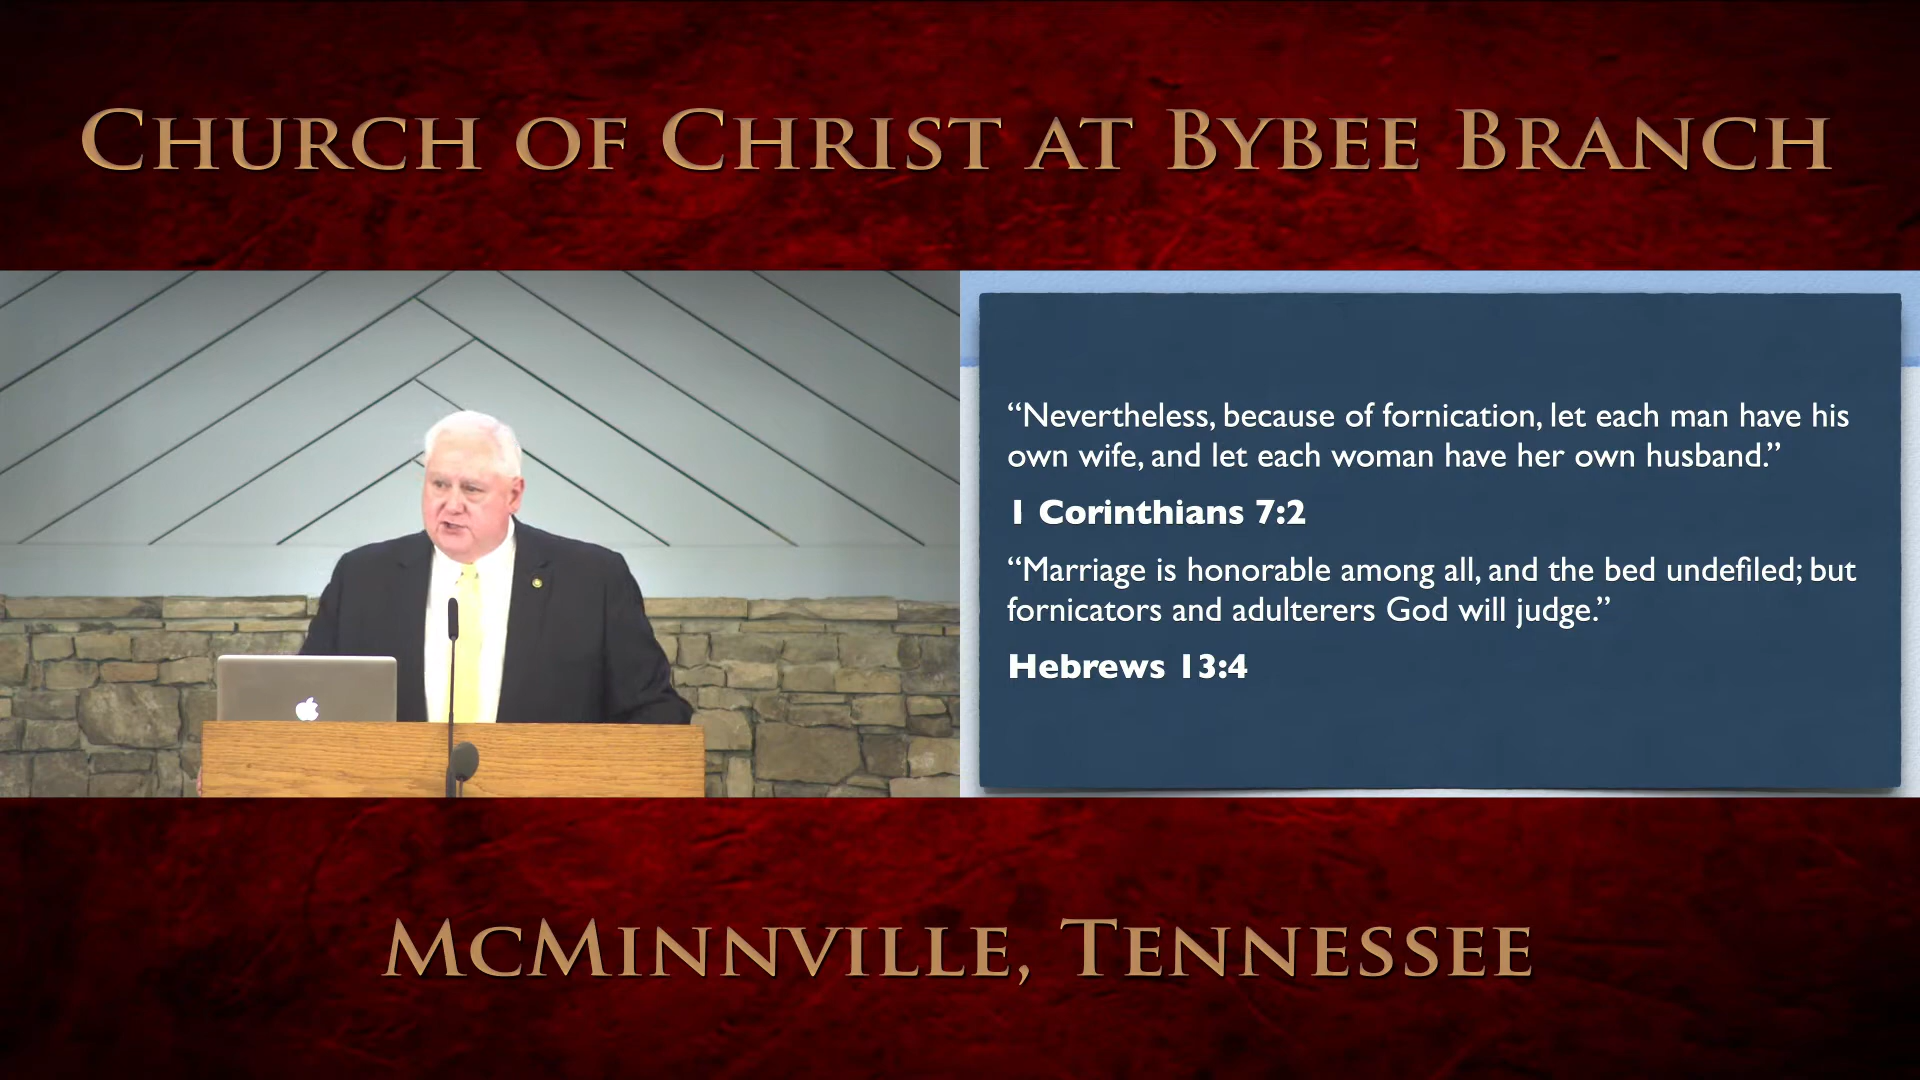 CHURCH OF CHRIST AT BYBEE BRANCH
“Nevertheless, because of fornication, let each man have his
own wife, and let each woman have her own husband.”
1 Corinthians 7:2
“Marriage is honorable among all, and the bed undefiled; but
fornicators and adulterers God will judge.”
Hebrews 13:4
MCMINNVILLE, TENNESSEE